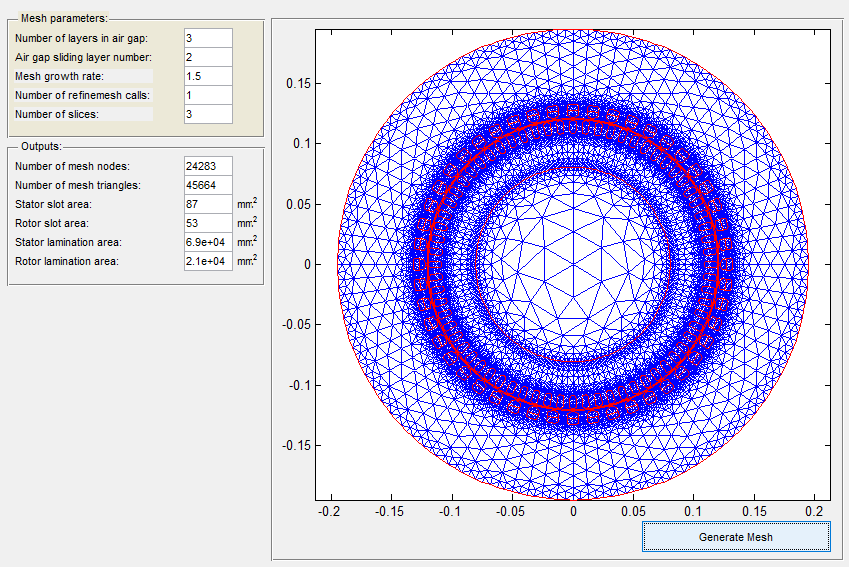 Mesh parameters:
Number of layers in air gap: 3
Air gap sliding layer number: 2
Mesh growth rate: 1.5
Number of refinemesh calls: 1
Number of slices: 3
Outputs:
Number of mesh nodes: 24283
Number of mesh triangles: 45664
Stator slot area: 87 mm.²
Rotor slot area: 53 mm.²
Stator lamination area: 6.9e+04 mm.²
Rotor lamination area: 2.1e+04 mm.²
0.15
0.1
0.05
0
-0.05
-0.1
-0.15
-0.2 -0.15 -0.1 -0.05 0 0.05 0.1 0.15 0.2
Generate Mesh